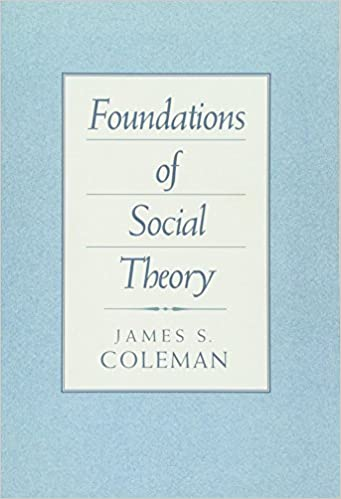 Foundations
of
Social
Theory
JAMES S.
COLEMAN